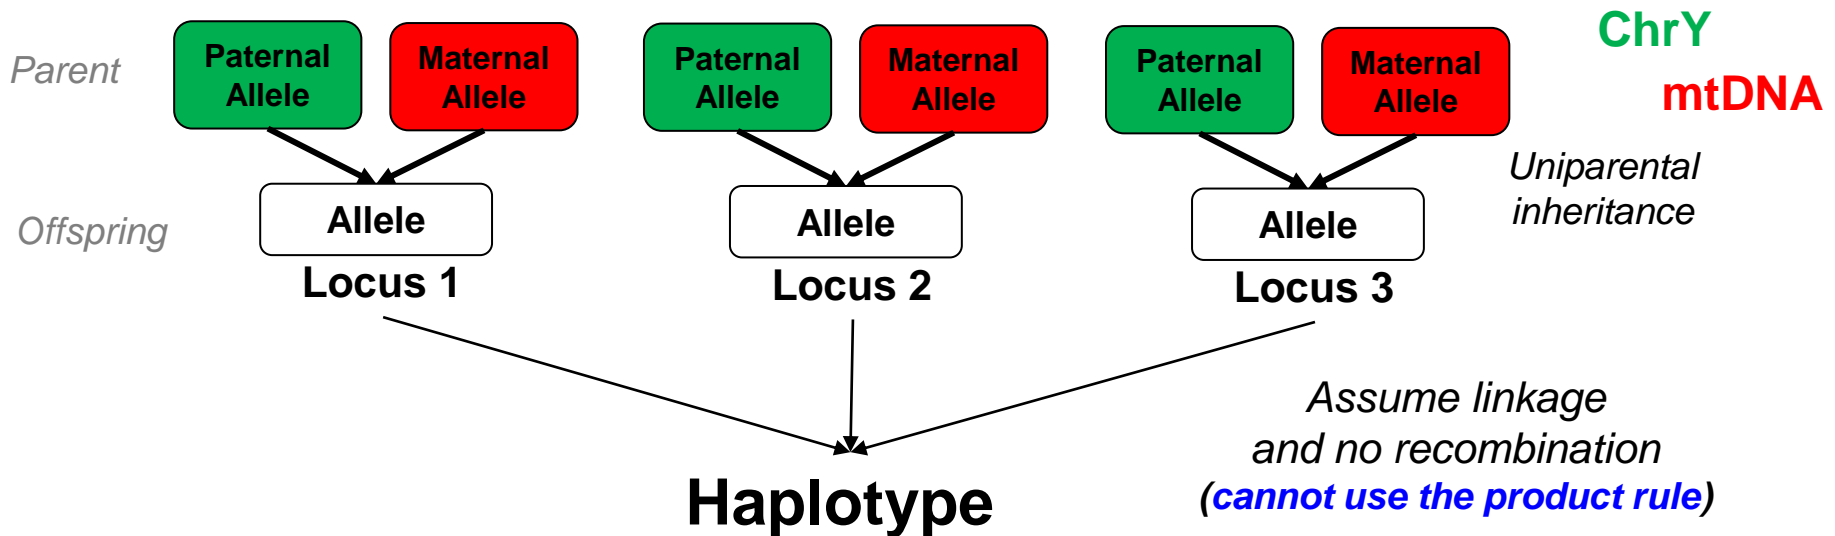 Parent
Paternal
Allele
Maternal
Allele
Paternal
Allele
Maternal
Allele
Paternal
Allele
Maternal
Allele
ChrY
mtDNA
Uniparental
inheritance
Offspring
Allele
Allele
Allele
Locus 1
Locus 2
Locus 3
Assume linkage
and no recombination
(cannot use the product rule)
Haplotype